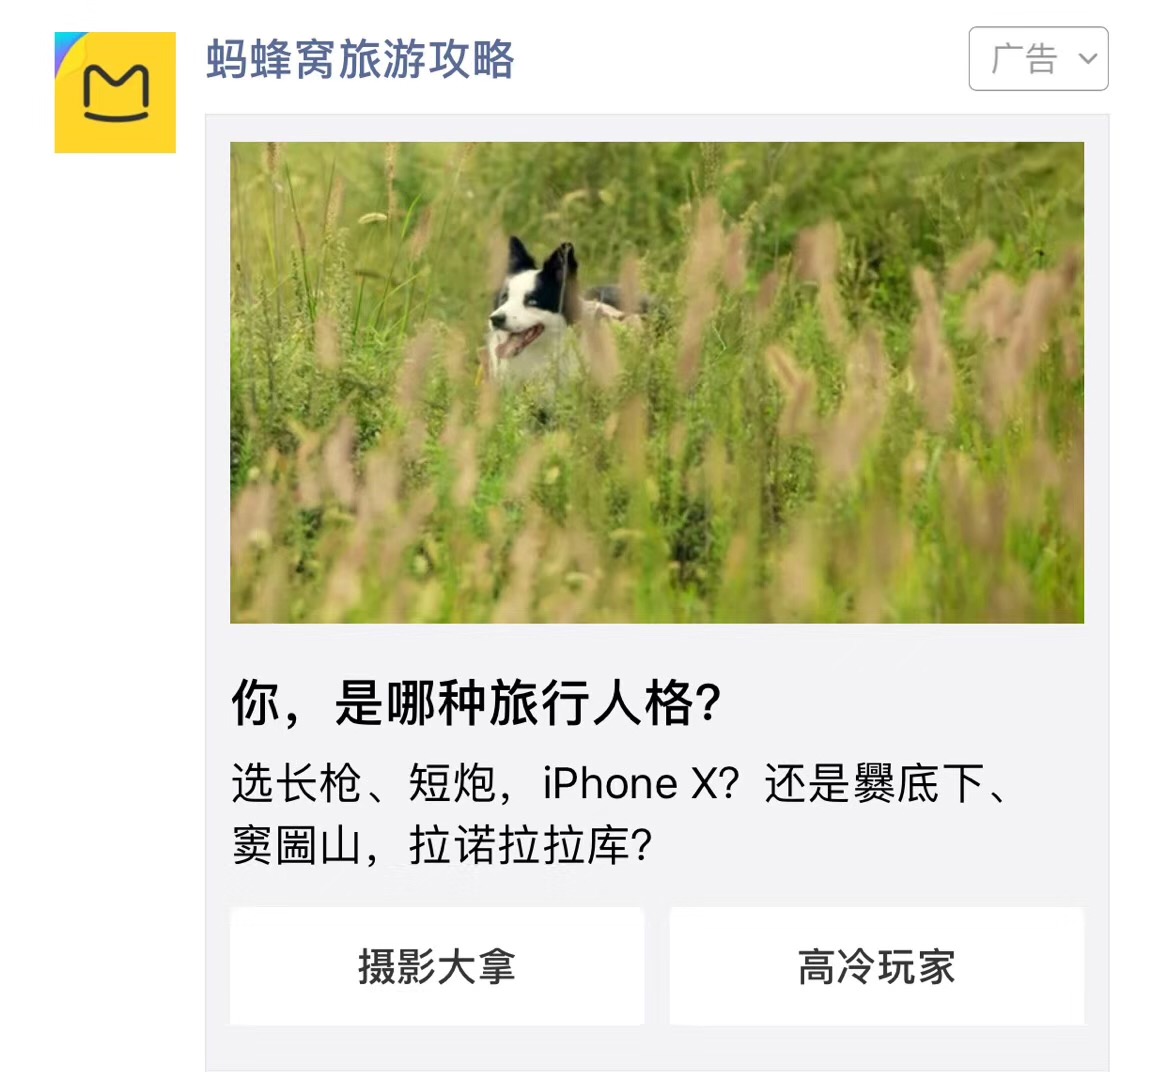 蚂蜂窝旅游攻略
广告
你，是哪种旅行人格？
选长枪、短炮，iPhone X？还是爨底下、
窦圌山，拉诺拉拉库？
摄影大拿
高冷玩家